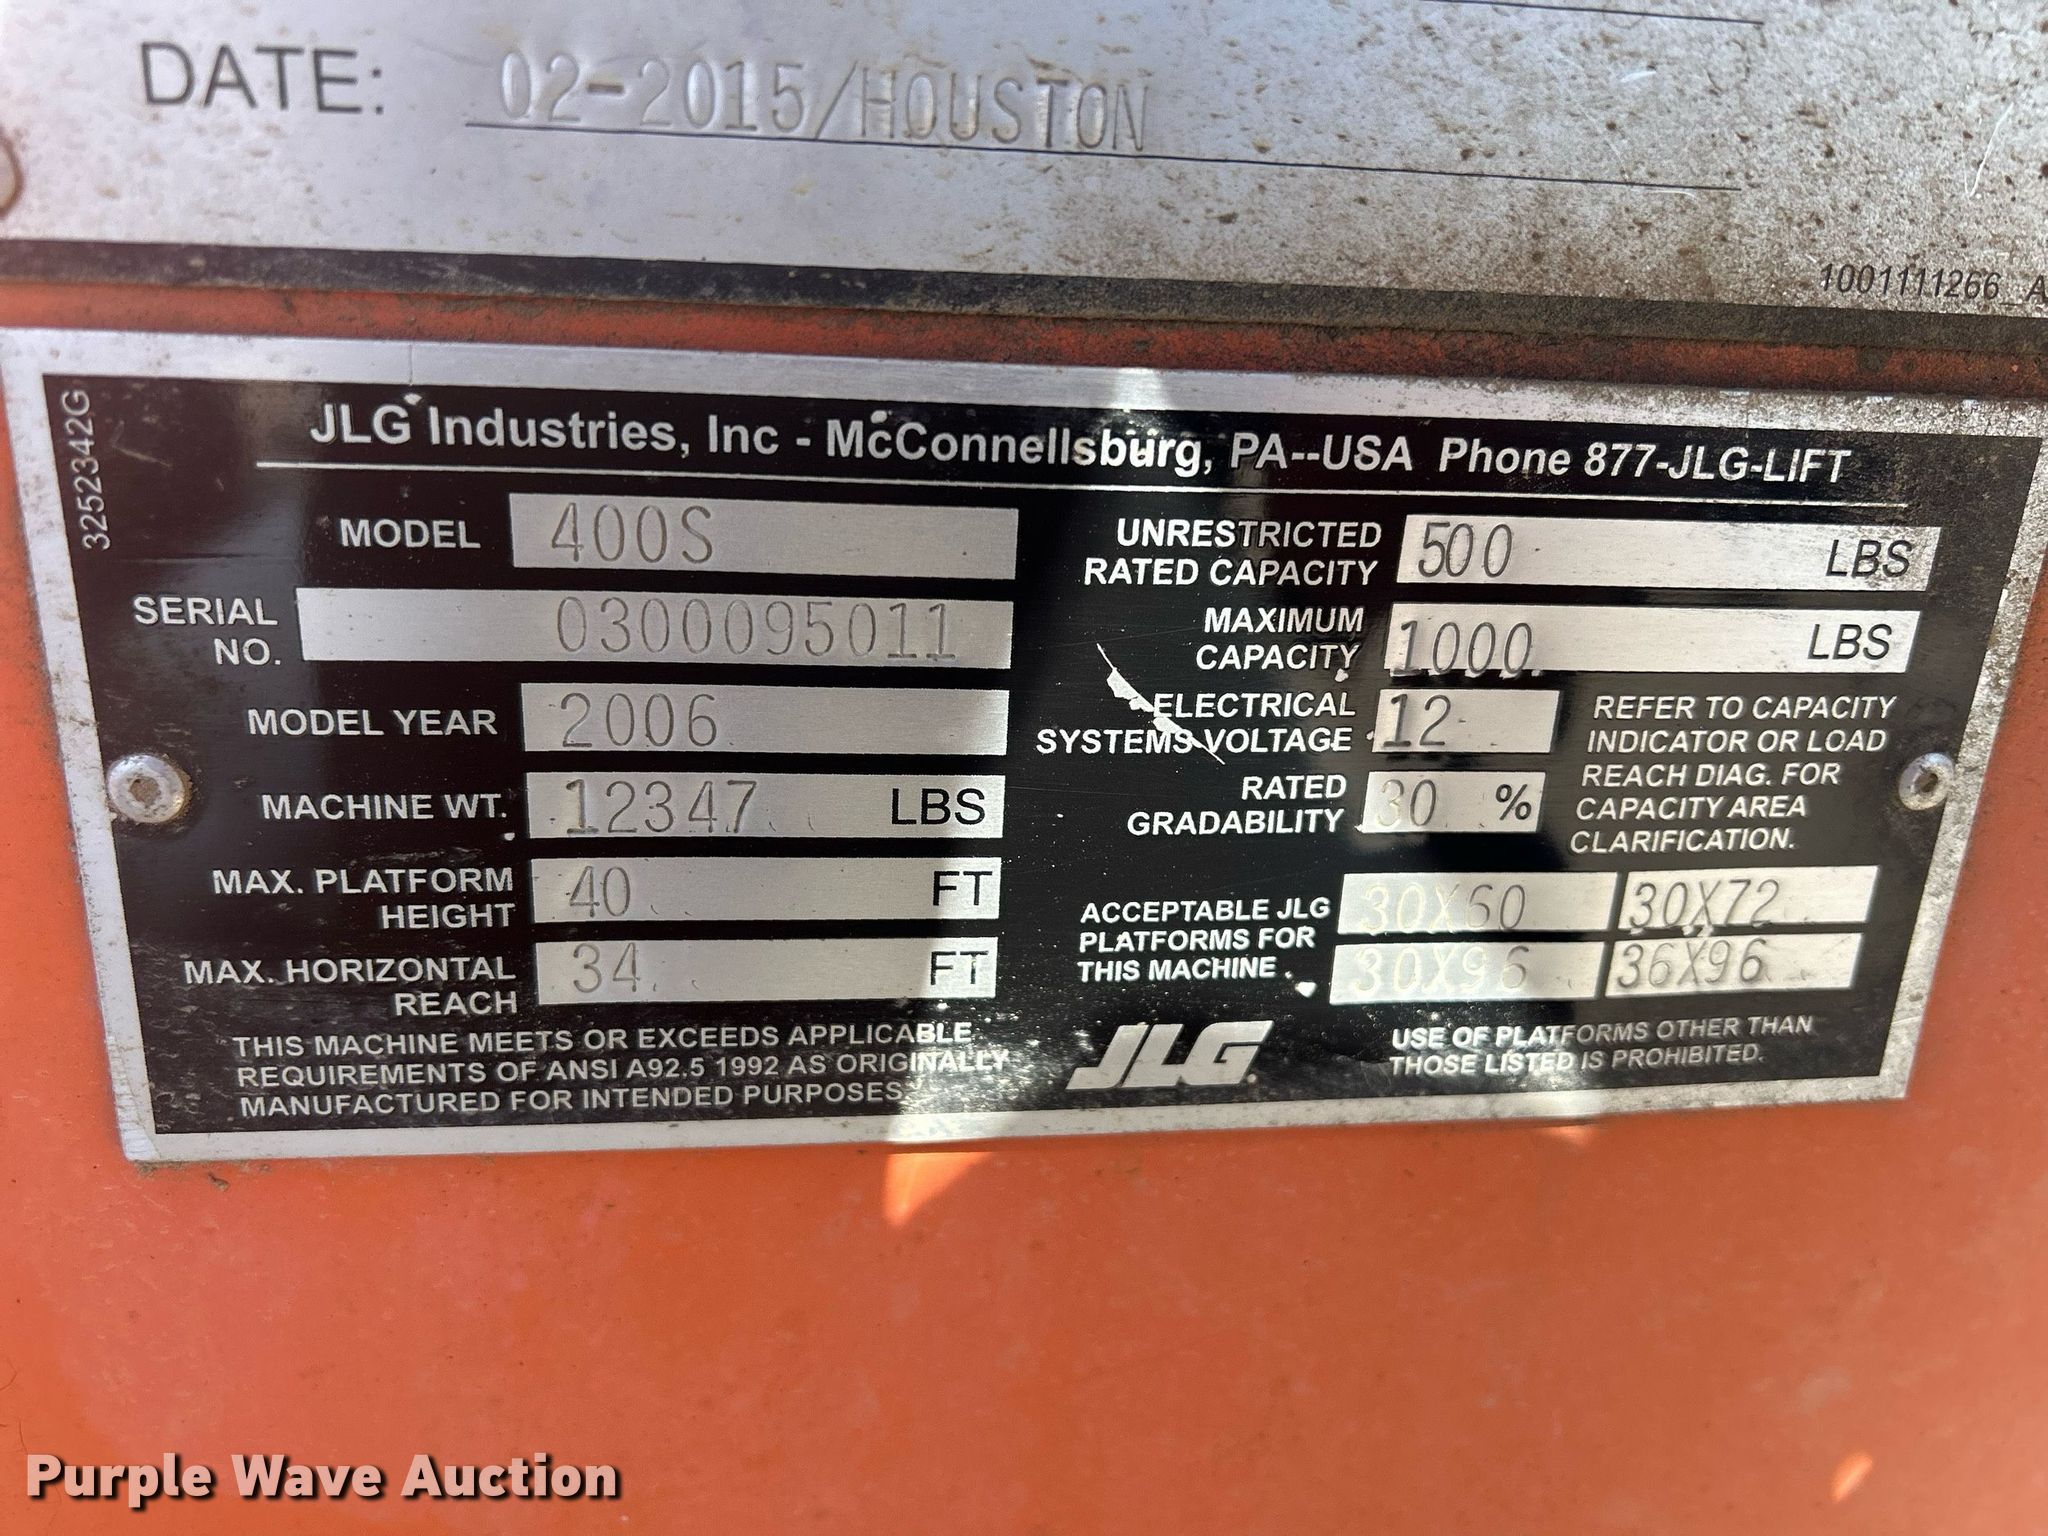 DATE: 02-2015/HOUSTON
1001111266_A
3252342G
JLG Industries, Inc - McConnellsburg, PA--USA Phone 877-JLG-LIFT
MODEL 400S
SERIAL
NO. 0300095011
MODEL YEAR 2006
MACHINE WT. 12347 LBS
MAX. PLATFORM
HEIGHT 40 FT
MAX. HORIZONTAL
REACH 34 FT
THIS MACHINE MEETS OR EXCEEDS APPLICABLE
REQUIREMENTS OF ANSI A92.5 1992 AS ORIGINALLY
MANUFACTURED FOR INTENDED PURPOSES.
UNRESTRICTED
RATED CAPACITY 500 LBS
MAXIMUM
CAPACITY 1000 LBS
ELECTRICAL
SYSTEMS VOLTAGE 12
RATED
GRADABILITY 30 %
REFER TO CAPACITY
INDICATOR OR LOAD
REACH DIAG. FOR
CAPACITY AREA
CLARIFICATION.
ACCEPTABLE JLG
PLATFORMS FOR
THIS MACHINE.
30X60 30X72
30X96 36X96
JLG
USE OF PLATFORMS OTHER THAN
THOSE LISTED IS PROHIBITED.
Purple Wave Auction